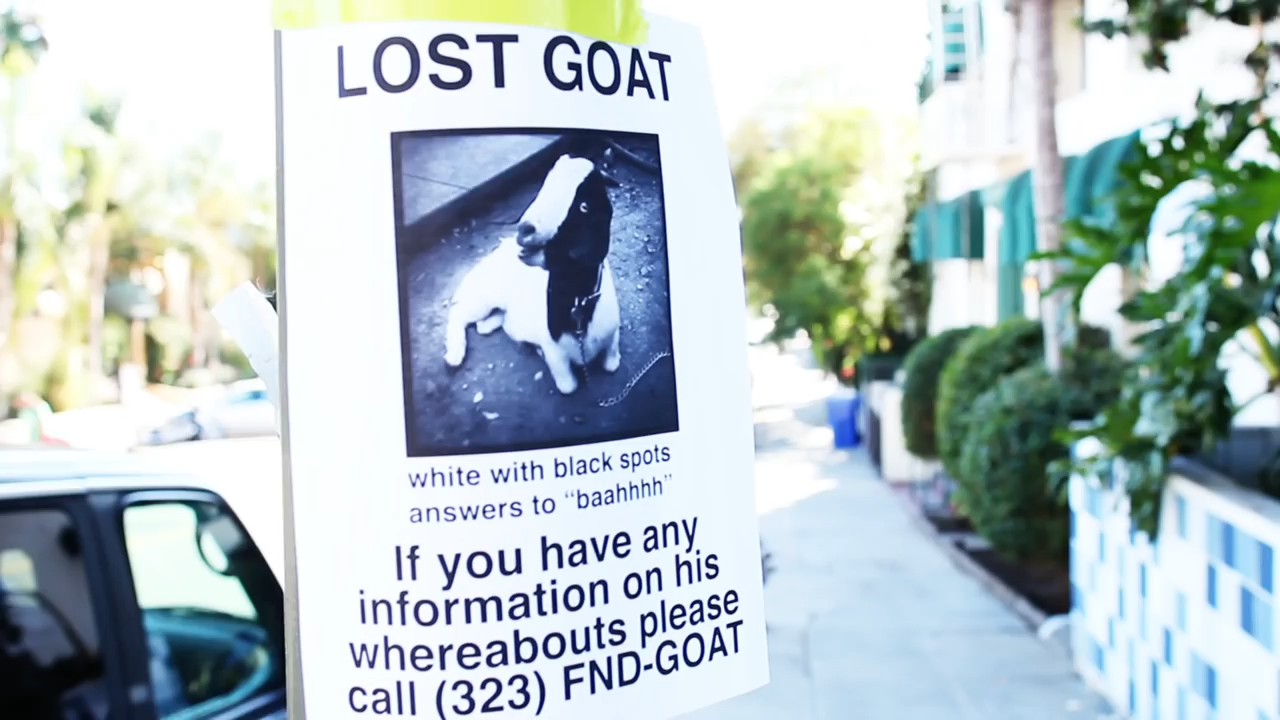 LOST GOAT
white with black spots
answers to “baahhhh”
If you have any
information on his
whereabouts please
call (323) FND-GOAT